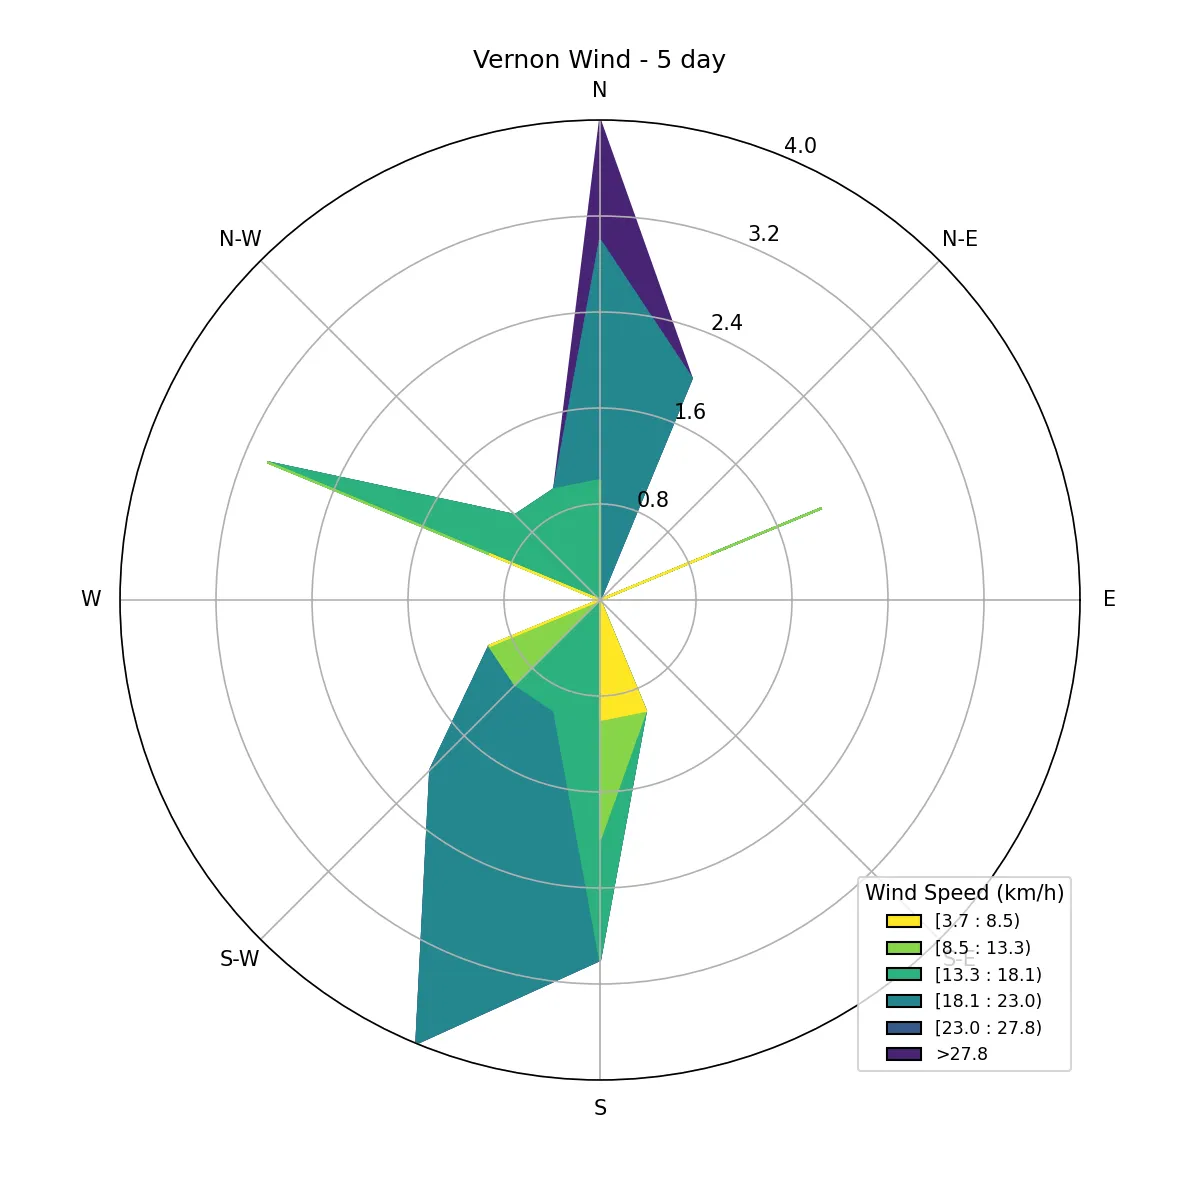 Vernon Wind - 5 day
N
4.0
N-W
3.2
N-E
2.4
1.6
0.8
W
E
S-W
S-E
S
Wind Speed (km/h)
[3.7 : 8.5)
[8.5 : 13.3)
[13.3 : 18.1)
[18.1 : 23.0)
[23.0 : 27.8)
>27.8